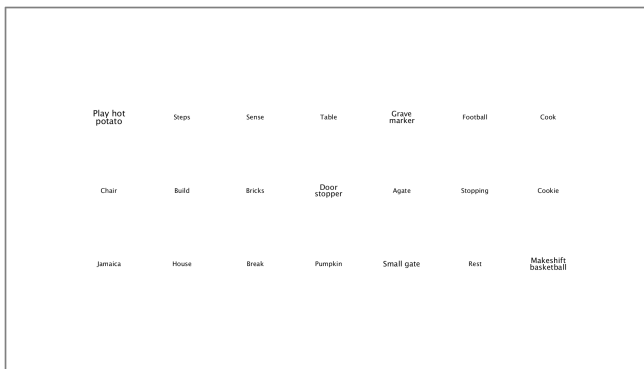 Play hot
potato
Steps
Sense
Table
Grave
marker
Football
Cook
Chair
Build
Bricks
Door
stopper
Agate
Stopping
Cookie
Jamaica
House
Break
Pumpkin
Small gate
Rest
Makeshift
basketball